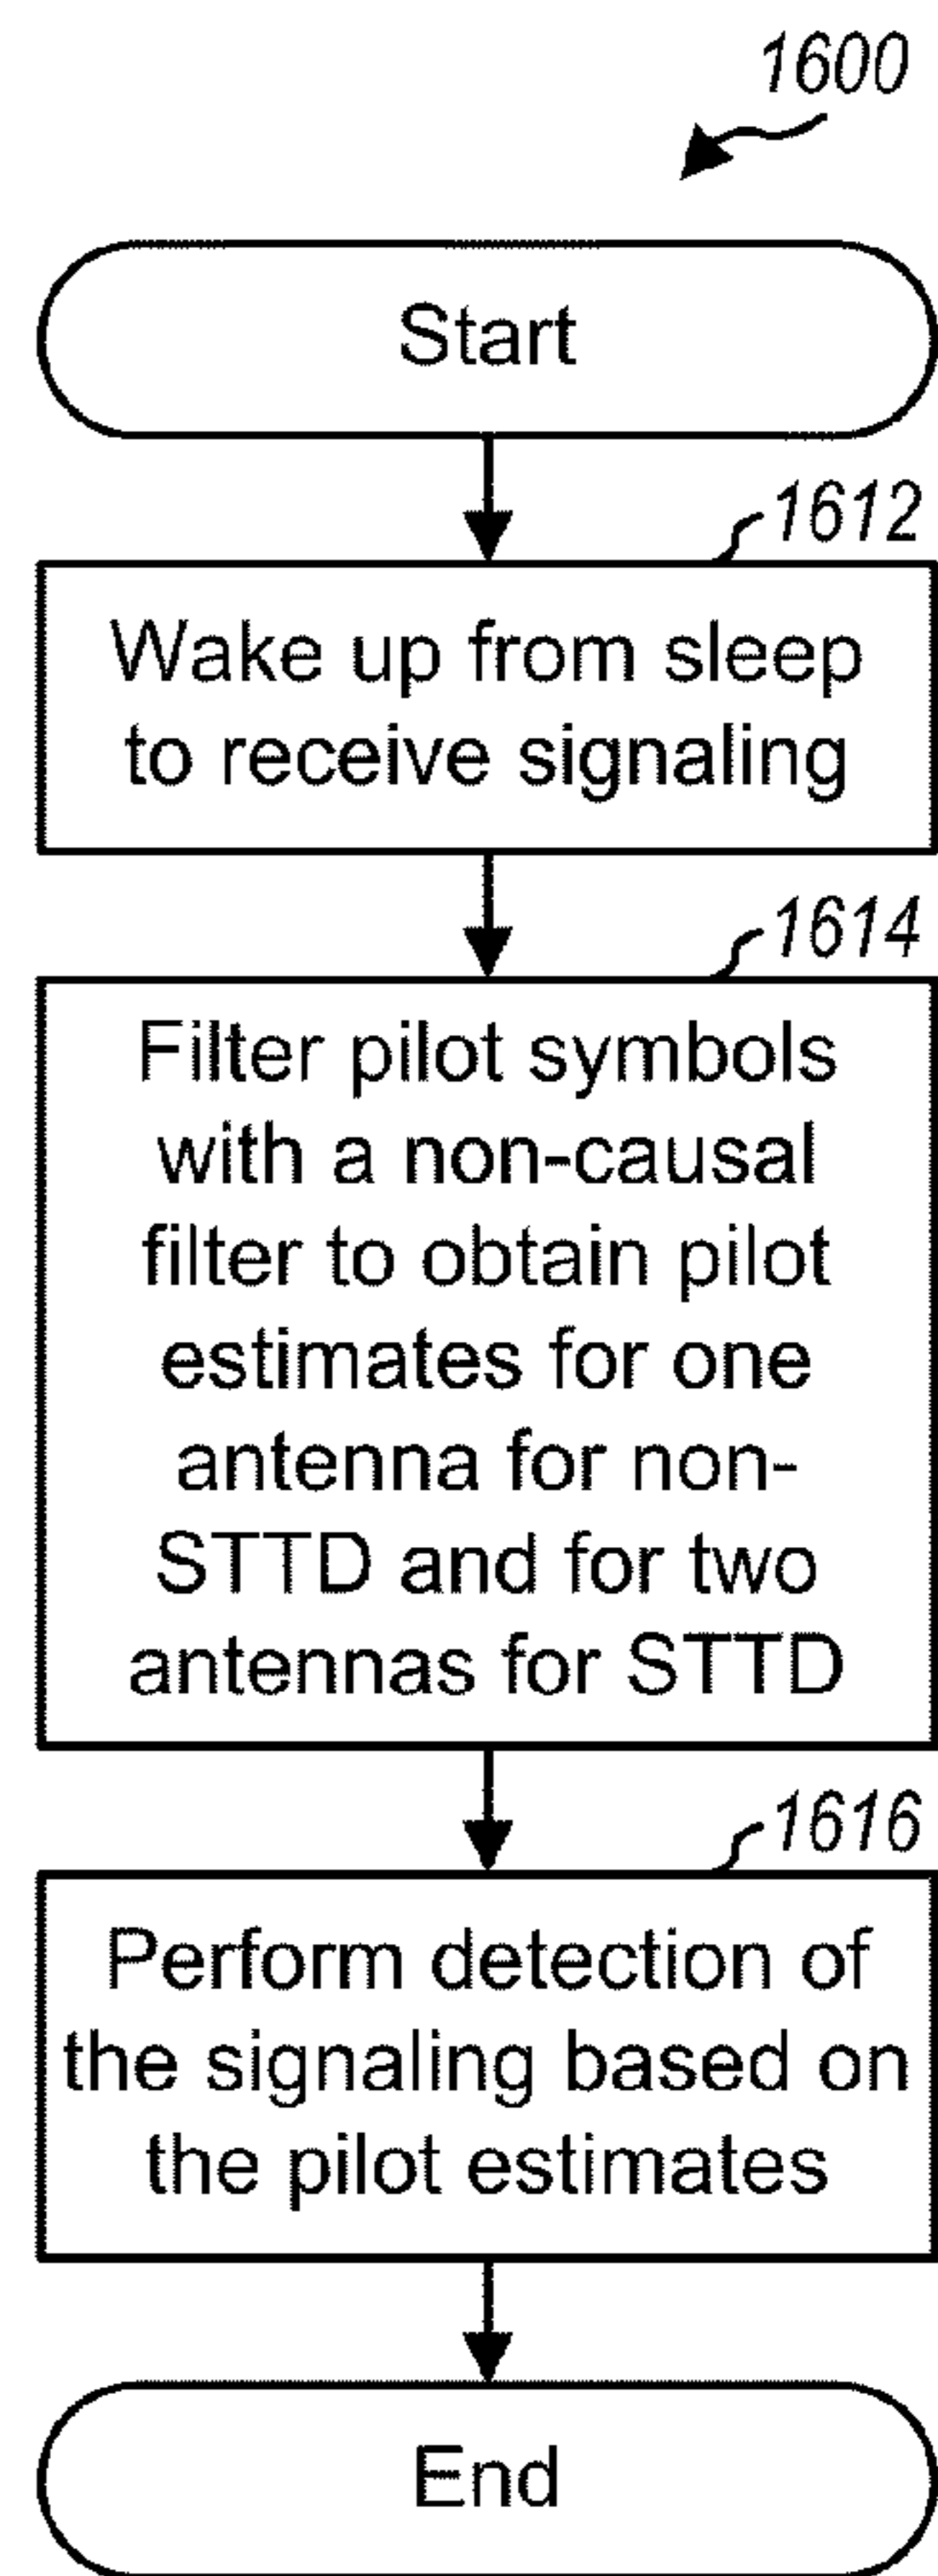 1600
Start
1612
Wake up from sleep
to receive signaling
1614
Filter pilot symbols
with a non-causal
filter to obtain pilot
estimates for one
antenna for non-
STTD and for two
antennas for STTD
1616
Perform detection of
the signaling based on
the pilot estimates
End